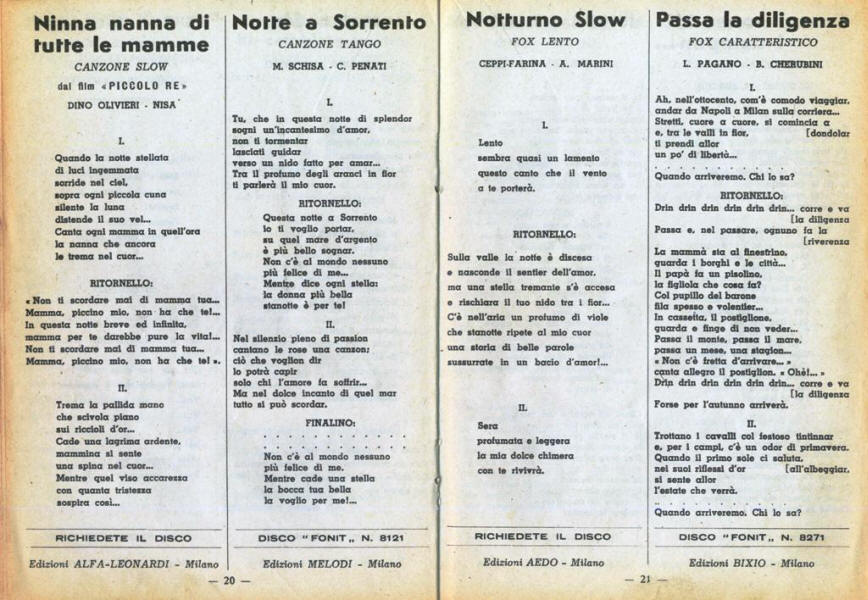 Ninna nanna di
tutte le mamme
CANZONE SLOW
dal film «PICCOLO RE»
DINO OLIVIERI - NISA
I.
Quando la notte stellata
di luci ingemmata
sorride nel ciel,
sopra ogni piccola cuna
silente la luna
distende il suo vel...
Canta ogni mamma in quell'ora
la nanna che ancora
le trema nel cuor...
RITORNELLO:
«Non ti scordare mai di mamma tua...
Mamma, piccino mio, non ha che te!...
In questa notte breve ed infinita,
mamma per te darebbe pure la vita!...
Non ti scordare mai di mamma tua...
Mamma, piccino mio, non ha che te!».
II.
Trema la pallida mano
che scivola piano
sui riccioli d'or...
Cade una lagrima ardente,
mammina si sente
una spina nel cuor...
Mentre quel viso accarezza
con quanta tristezza
sospira così...
RICHIEDETE IL DISCO
Edizioni ALFA-LEONARDI - Milano
Notte a Sorrento
CANZONE TANGO
M. SCHISA - C. PENATI
I.
Tu, che in questa notte di splendor
sogni un'incantesimo d'amor,
non ti tormentar
lasciati guidar
verso un nido fatto per amar...
Tra il profumo degli aranci in fior
ti parlerà il mio cuor.
RITORNELLO:
Questa notte a Sorrento
io ti voglio portar,
su quel mare d'argento
è più bello sognar.
Non c'è al mondo nessuno
più felice di me...
Mentre dice ogni stella:
la donna più bella
stanotte è per te!
II.
Nel silenzio pieno di passion
cantano le rose una canzon;
ciò che voglion dir
lo potrà capir
solo chi l'amore fa soffrir...
Ma nel dolce incanto di quel mar
tutto si può scordar.
FINALINO:
. . . . . . . . . . . . . .
. . . . . . . . . . . . . .
Non c'è al mondo nessuno
più felice di me.
Mentre cade una stella
la bocca tua bella
la voglio per me!...
DISCO "FONIT„ N. 8121
Edizioni MELODI - Milano
— 20 —
Notturno Slow
FOX LENTO
CEPPI-FARINA - A. MARINI
I.
Lento
sembra quasi un lamento
questo canto che il vento
a te porterà.
RITORNELLO:
Sulla valle la notte è discesa
e nasconde il sentier dell'amor,
ma una stella tremante s'è accesa
e rischiara il tuo nido tra i fior...
C'è nell'aria un profumo di viole
che stanotte ripete al mio cuor
una storia di belle parole
sussurrate in un bacio d'amor!...
II.
Sera
profumata e leggera
la mia dolce chimera
con te rivivrà.
RICHIEDETE IL DISCO
Edizioni AEDO - Milano
Passa la diligenza
FOX CARATTERISTICO
L. PAGANO - B. CHERUBINI
I.
Ah, nell'ottocento, com'è comodo viaggiar,
andar da Napoli a Milan sulla corriera...
Stretti, cuore a cuore, si comincia a
e, tra le valli in fior, [dondolar
ti prendi allor
un po' di libertà...
. . . . . . . . . . . .
Quando arriveremo. Chi lo sa?
RITORNELLO:
Drin drin drin drin drin drin... corre e va
[la diligenza
Passa e, nel passare, ognuno fa la
[riverenza
La mammà sta al finestrino,
guarda i borghi e le città...
Il papà fa un pisolino,
la figliola che cosa fa?
Col pupillo del barone
fila spesso e volentier...
In cassetta, il postiglione,
guarda e finge di non veder...
Passa il monte, passa il mare,
passa un mese, una stagion...
« Non c'è fretta d'arrivare... »
canta allegro il postiglion. « Ohè!... »
Drin drin drin drin drin drin... corre e va
[la diligenza
Forse per l'autunno arriverà.
II.
Trottano i cavalli col festoso tintinnar
e, per i campi, c'è un odor di primavera.
Quando il primo sole ci saluta,
nei suoi riflessi d'or [all'albeggiar,
si sente allor
l'estate che verrà.
. . . . . . . . . . . .
Quando arriveremo. Chi lo sa?
DISCO "FONIT„ N. 8271
Edizioni BIXIO - Milano
— 21 —